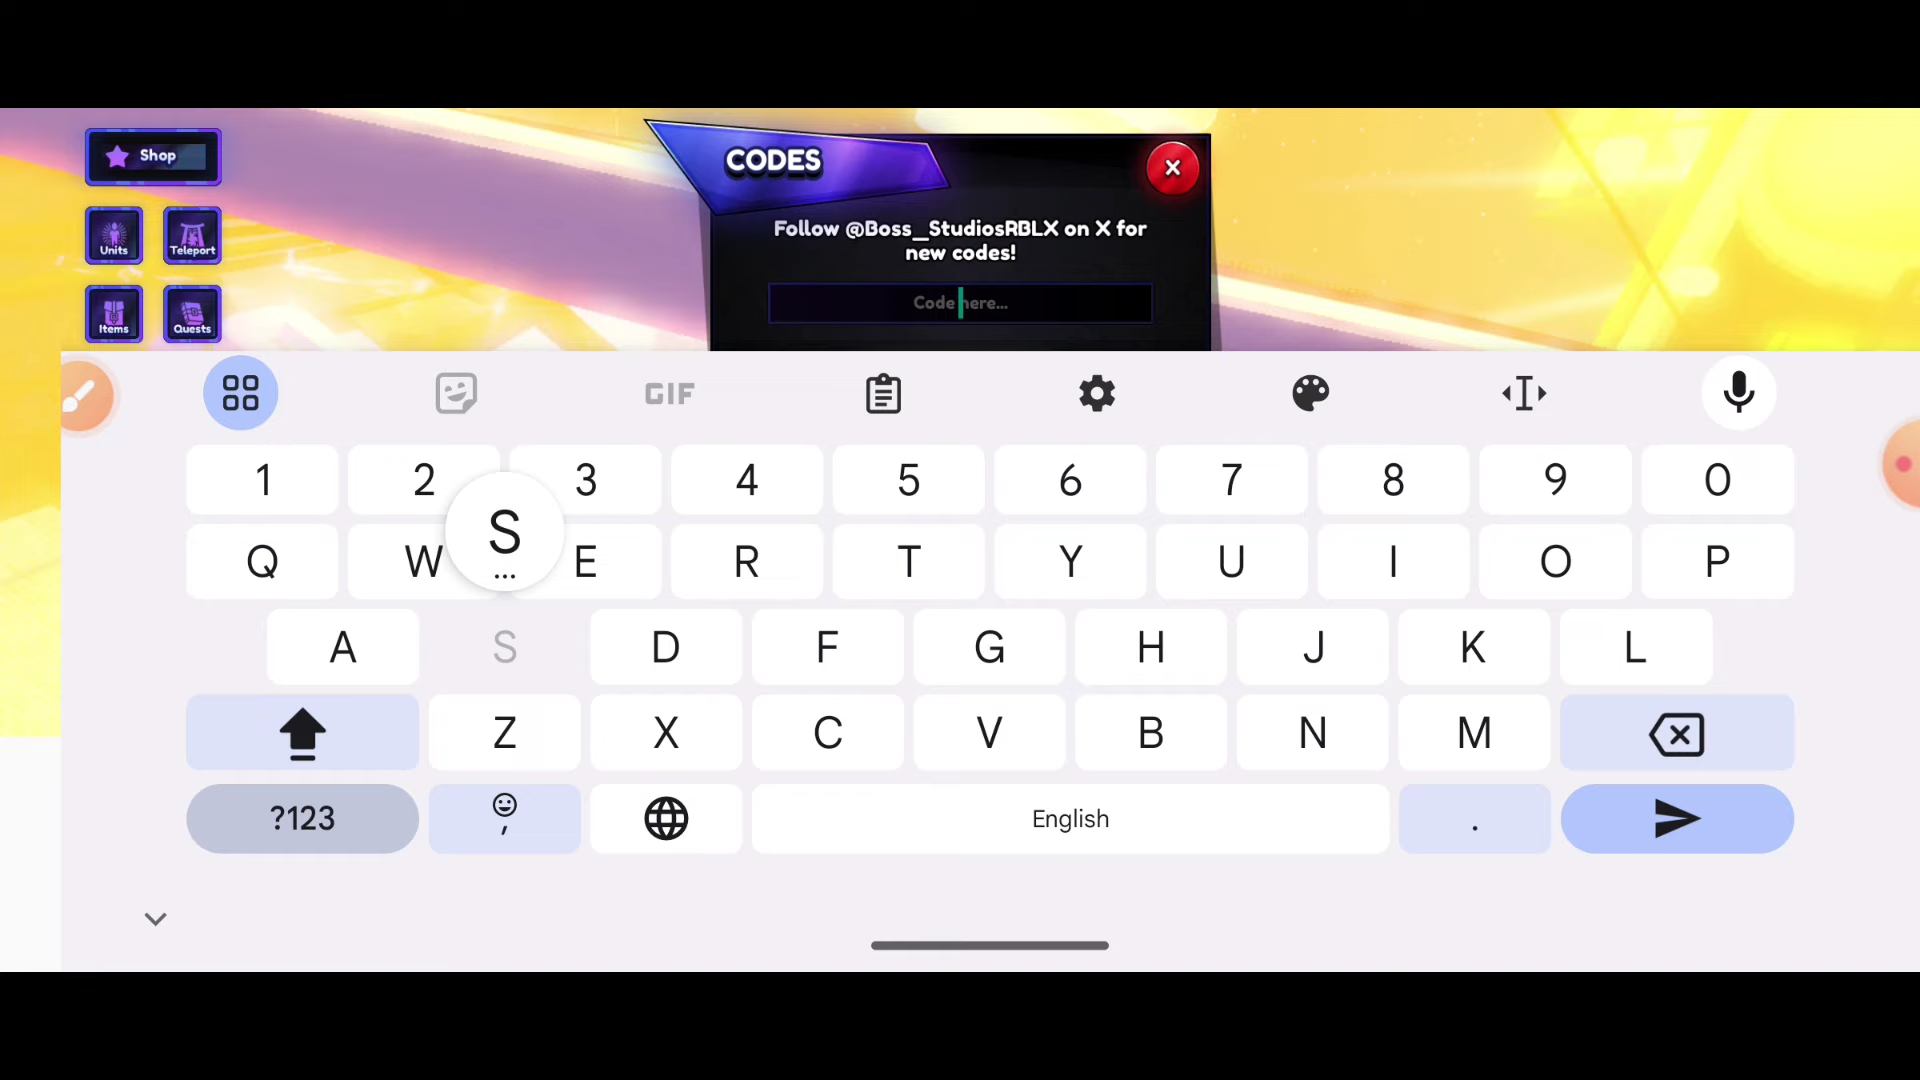 Shop
CODES
Follow @Boss_StudiosRBLX on X for
new codes!
Units
Teleport
Code here...
Items
Quests
GIF
1 2 3 4 5 6 7 8 9 0
S
Q W E R T Y U I O P
A S D F G H J K L
Z X C V B N M
?123 , English .